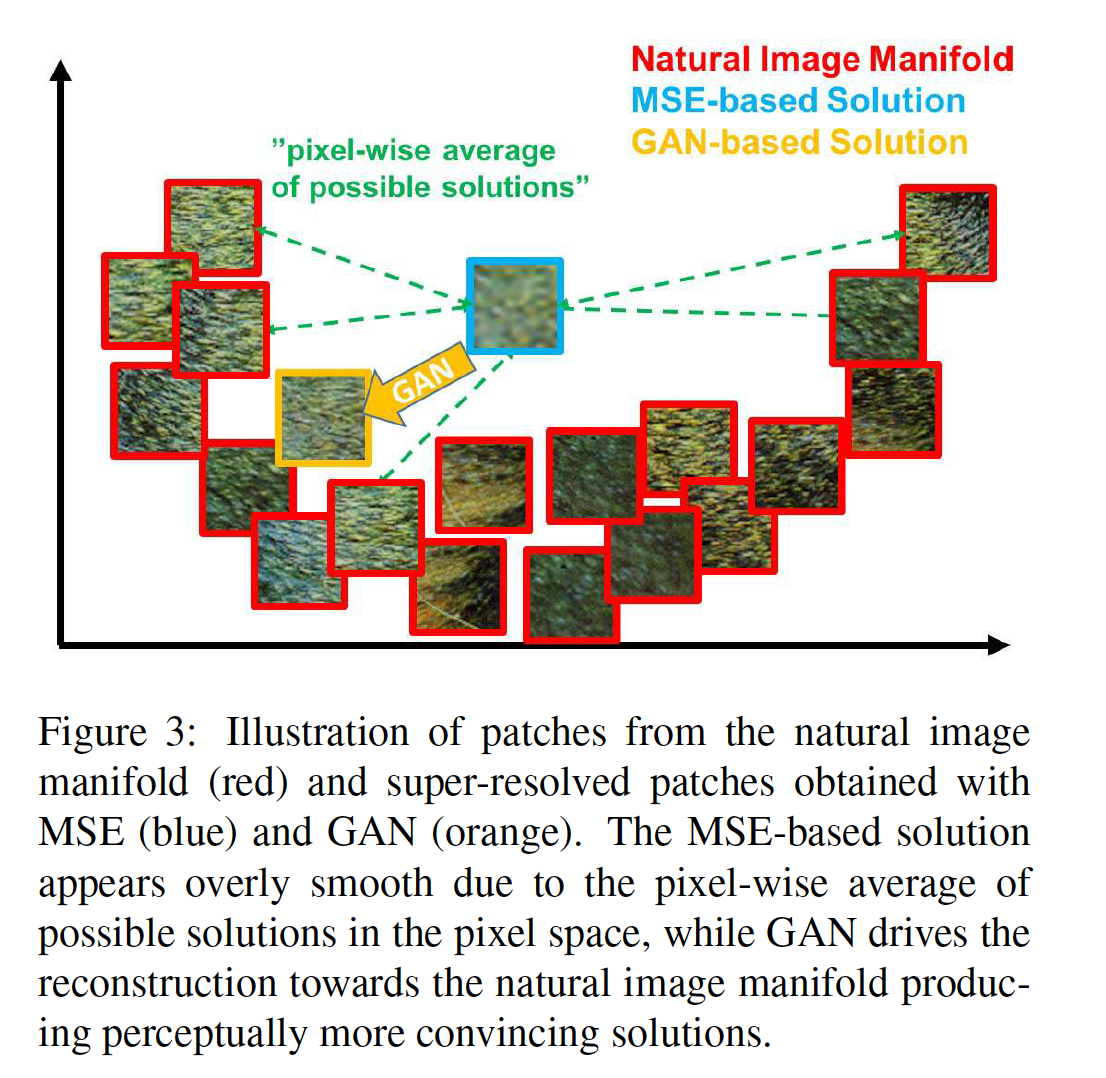 Natural Image Manifold
MSE-based Solution
GAN-based Solution
”pixel-wise average
of possible solutions”
GAN
Figure 3: Illustration of patches from the natural image
manifold (red) and super-resolved patches obtained with
MSE (blue) and GAN (orange). The MSE-based solution
appears overly smooth due to the pixel-wise average of
possible solutions in the pixel space, while GAN drives the
reconstruction towards the natural image manifold produc-
ing perceptually more convincing solutions.